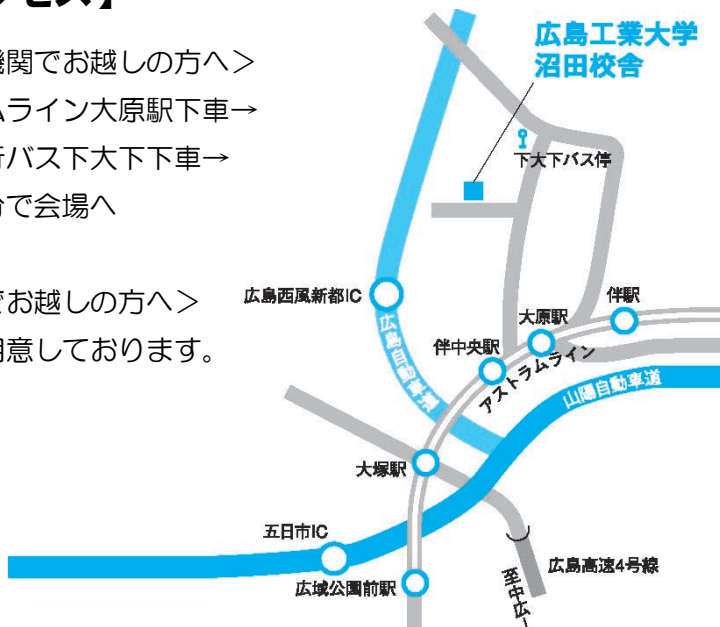 クセス】
機関でお越しの方へ＞
ムライン大原駅下車→
行バス下大下下車→
分で会場へ
でお越しの方へ＞
用意しております。
広島工業大学
沼田校舎
下大下バス停
広島西風新都IC
広島自動車道
伴駅
大原駅
伴中央駅
アストラムライン
山陽自動車道
大塚駅
五日市IC
広域公園前駅
広島高速4号線
至中広